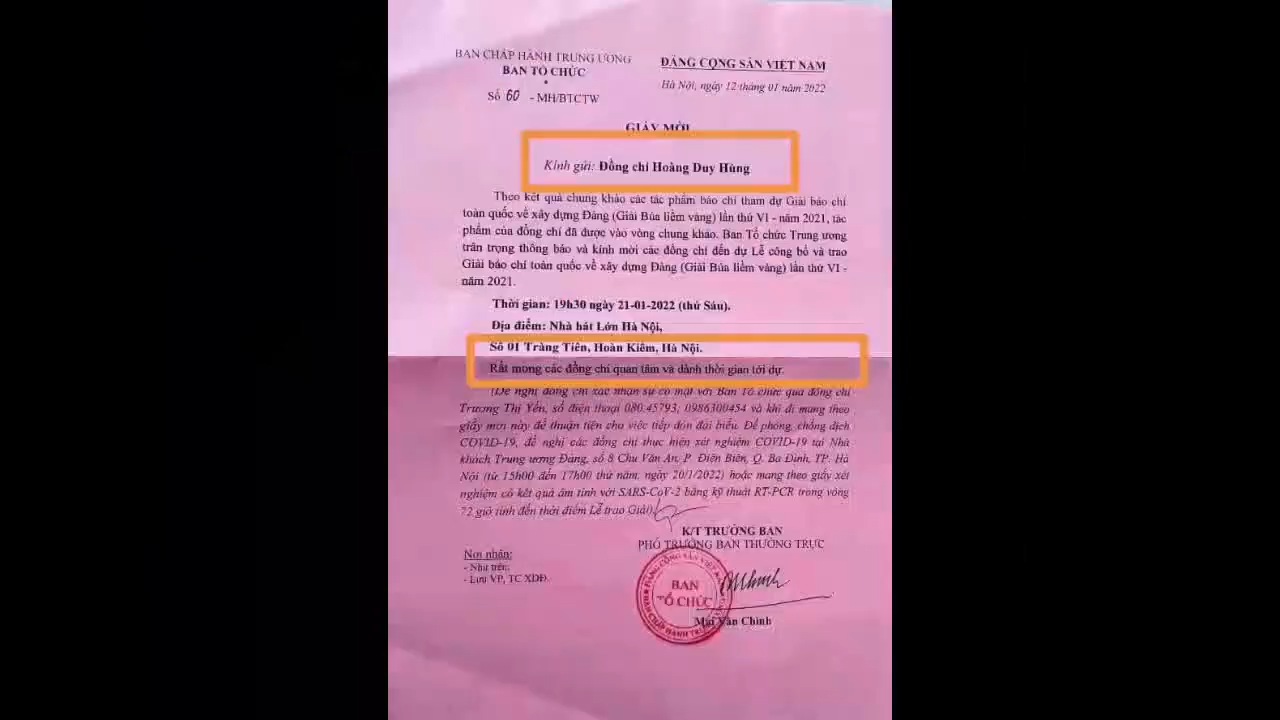 BAN CHẤP HÀNH TRUNG ƯƠNG
BAN TỔ CHỨC
*
Số 60 - MH/BTCTW
ĐẢNG CỘNG SẢN VIỆT NAM
Hà Nội, ngày 12 tháng 01 năm 2022
GIẤY MỜI
Kính gửi: Đồng chí Hoàng Duy Hùng
Theo kết quả chung khảo các tác phẩm báo chí tham dự Giải báo chí
toàn quốc về xây dựng Đảng (Giải Búa liềm vàng) lần thứ VI - năm 2021, tác
phẩm của đồng chí đã được vào vòng chung khảo. Ban Tổ chức Trung ương
trân trọng thông báo và kính mời các đồng chí đến dự Lễ công bố và trao
Giải báo chí toàn quốc về xây dựng Đảng (Giải Búa liềm vàng) lần thứ VI -
năm 2021.
Thời gian: 19h30 ngày 21-01-2022 (thứ Sáu).
Địa điểm: Nhà hát Lớn Hà Nội,
Số 01 Tràng Tiền, Hoàn Kiếm, Hà Nội.
Rất mong các đồng chí quan tâm và dành thời gian tới dự.
(Đề nghị đồng chí xác nhận sự có mặt với Ban Tổ chức qua đồng chí
Trương Thị Yến, số điện thoại 080.45793; 0986300454 và khi đi mang theo
giấy mời này để thuận tiện cho việc tiếp đón đại biểu. Để phòng, chống dịch
COVID-19, đề nghị các đồng chí thực hiện xét nghiệm COVID-19 tại Nhà
khách Trung ương Đảng, số 8 Chu Văn An, P. Điện Biên, Q. Ba Đình, TP. Hà
Nội (từ 15h00 đến 17h00 thứ năm, ngày 20/1/2022) hoặc mang theo giấy xét
nghiệm có kết quả âm tính với SARS-CoV-2 bằng kỹ thuật RT-PCR trong vòng
72 giờ tính đến thời điểm Lễ trao Giải).
K/T TRƯỞNG BAN
PHÓ TRƯỞNG BAN THƯỜNG TRỰC
Nơi nhận:
- Như trên;
- Lưu VP, TC XDĐ.
ĐẢNG CỘNG SẢN VIỆT NAM
BAN
TỔ CHỨC
BAN CHẤP HÀNH TRUNG ƯƠNG
Mai Văn Chính